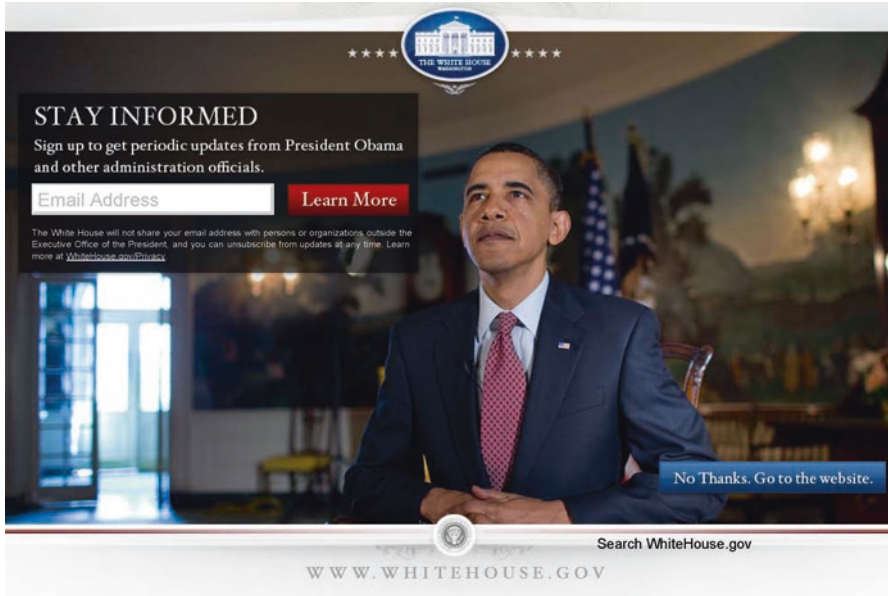 THE WHITE HOUSE
WASHINGTON
STAY INFORMED
Sign up to get periodic updates from President Obama
and other administration officials.
Email Address
Learn More
The White House will not share your email address with persons or organizations outside the
Executive Office of the President, and you can unsubscribe from updates at any time. Learn
more at WhiteHouse.gov/Privacy
No Thanks. Go to the website.
Search WhiteHouse.gov
WWW.WHITEHOUSE.GOV